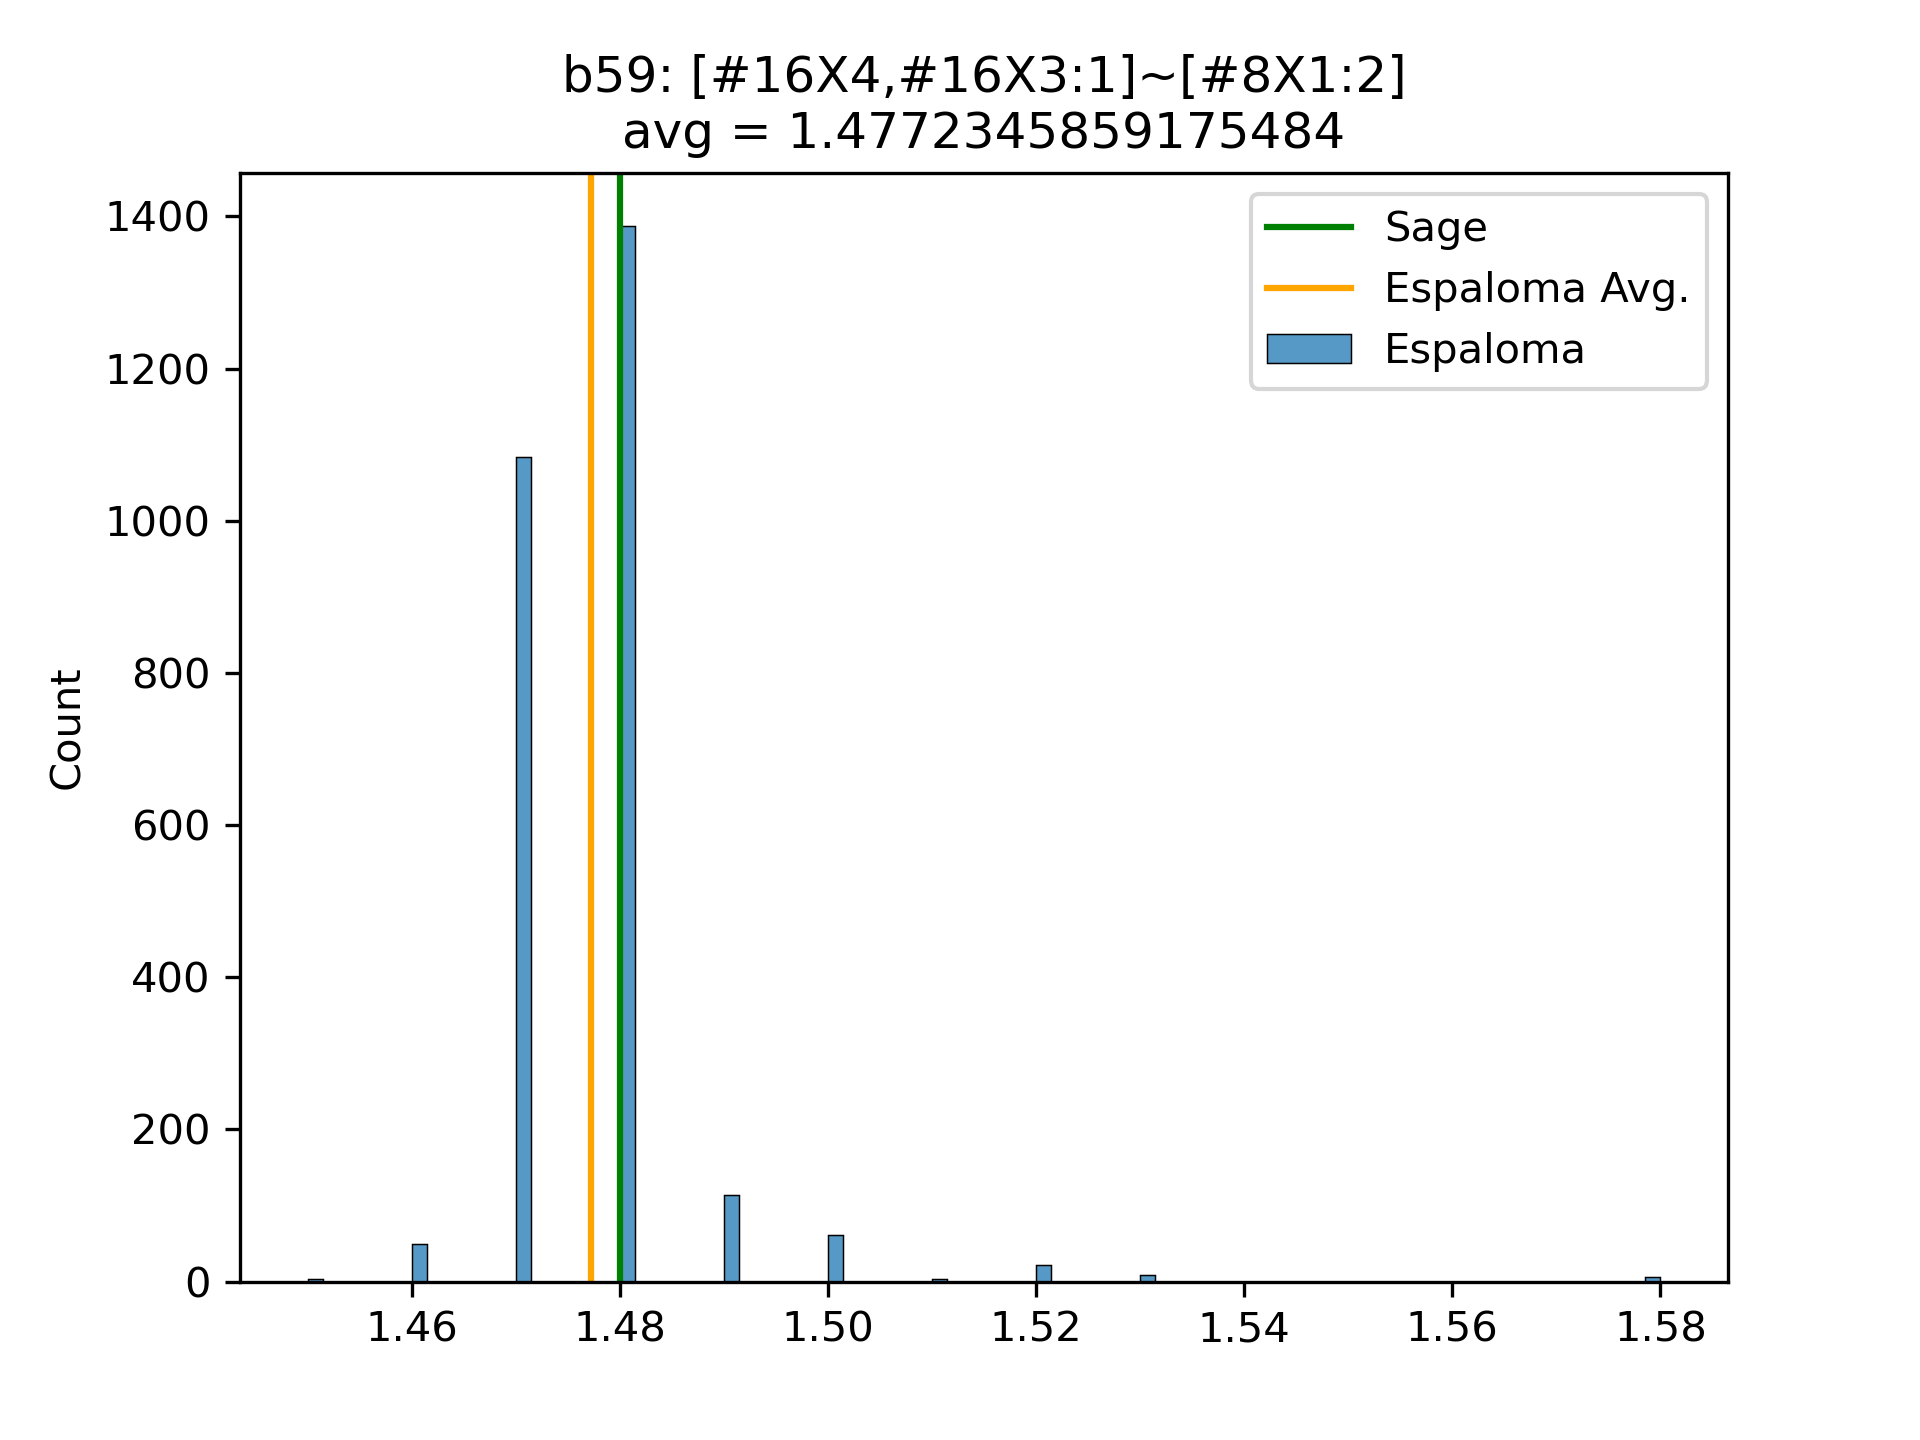 b59: [#16X4,#16X3:1]~[#8X1:2]
avg = 1.4772345859175484
Sage
Espaloma Avg.
Espaloma
Count
1400
1200
1000
800
600
400
200
0
1.46 1.48 1.50 1.52 1.54 1.56 1.58